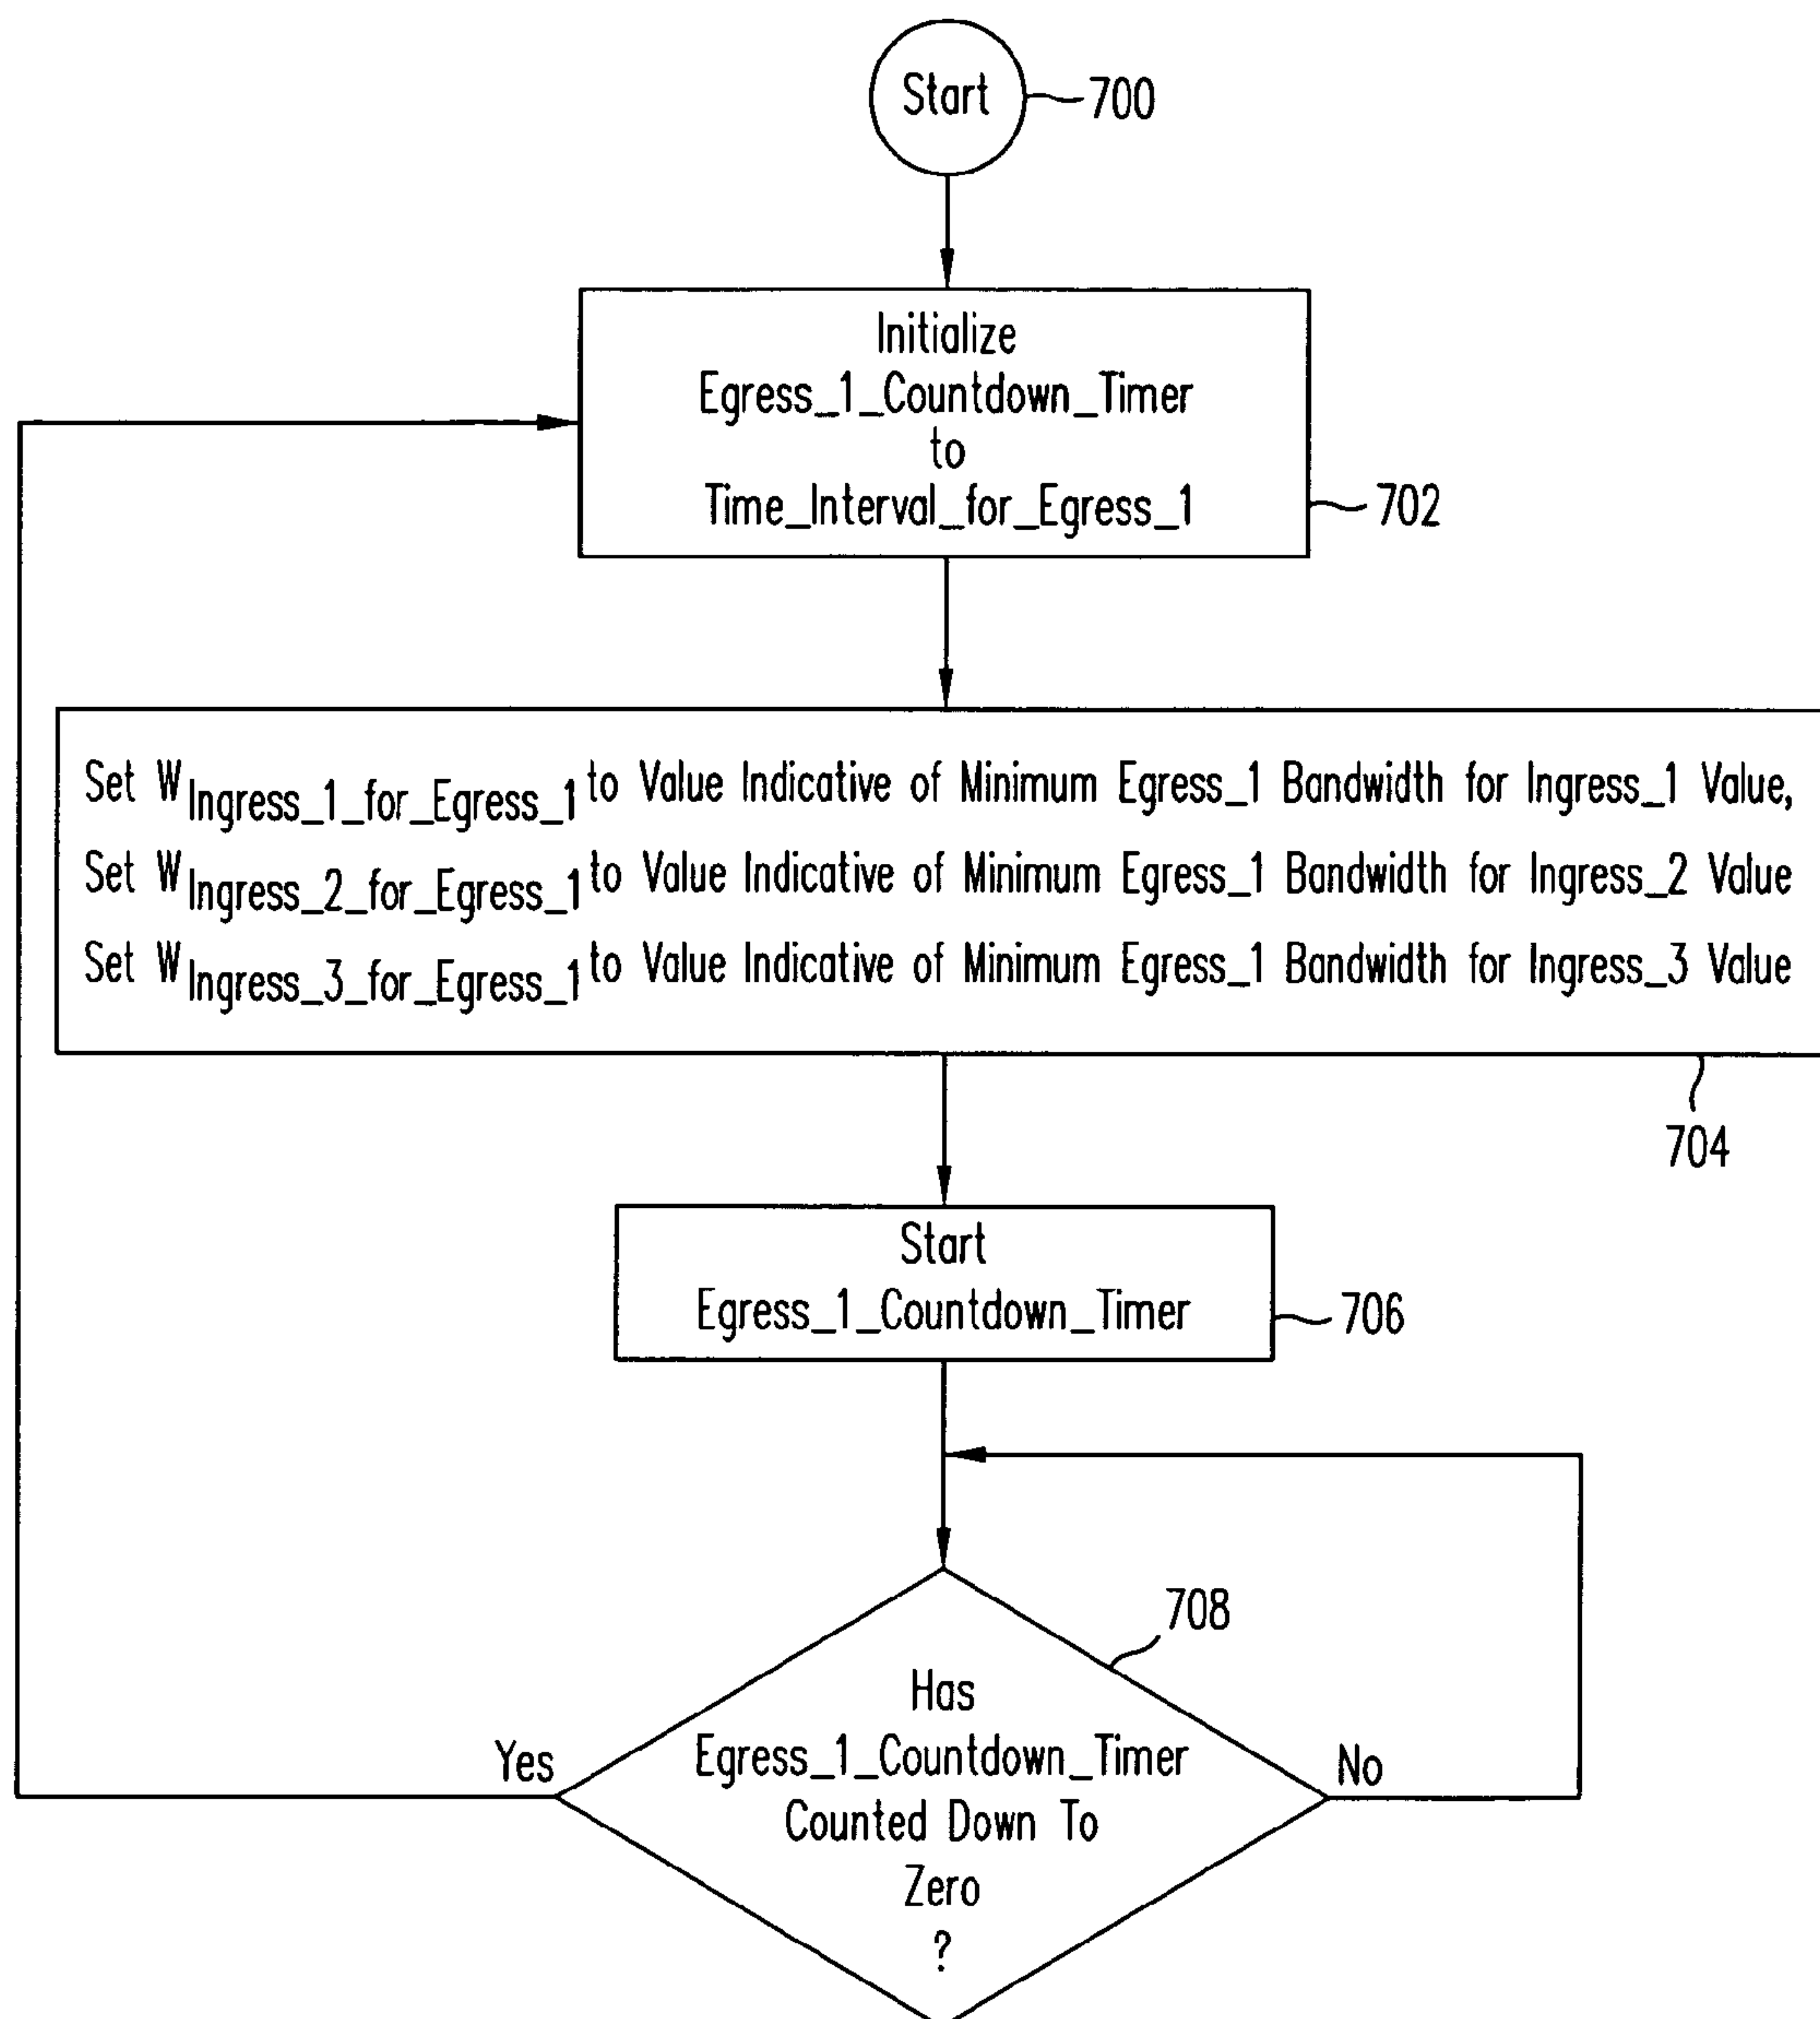 Start
700
Initialize
Egress_1_Countdown_Timer
to
Time_Interval_for_Egress_1
702
Set WIngress_1_for_Egress_1 to Value Indicative of Minimum Egress_1 Bandwidth for Ingress_1 Value,
Set WIngress_2_for_Egress_1 to Value Indicative of Minimum Egress_1 Bandwidth for Ingress_2 Value
Set WIngress_3_for_Egress_1 to Value Indicative of Minimum Egress_1 Bandwidth for Ingress_3 Value
704
Start
Egress_1_Countdown_Timer
706
708
Has
Egress_1_Countdown_Timer
Counted Down To
Zero
?
Yes
No